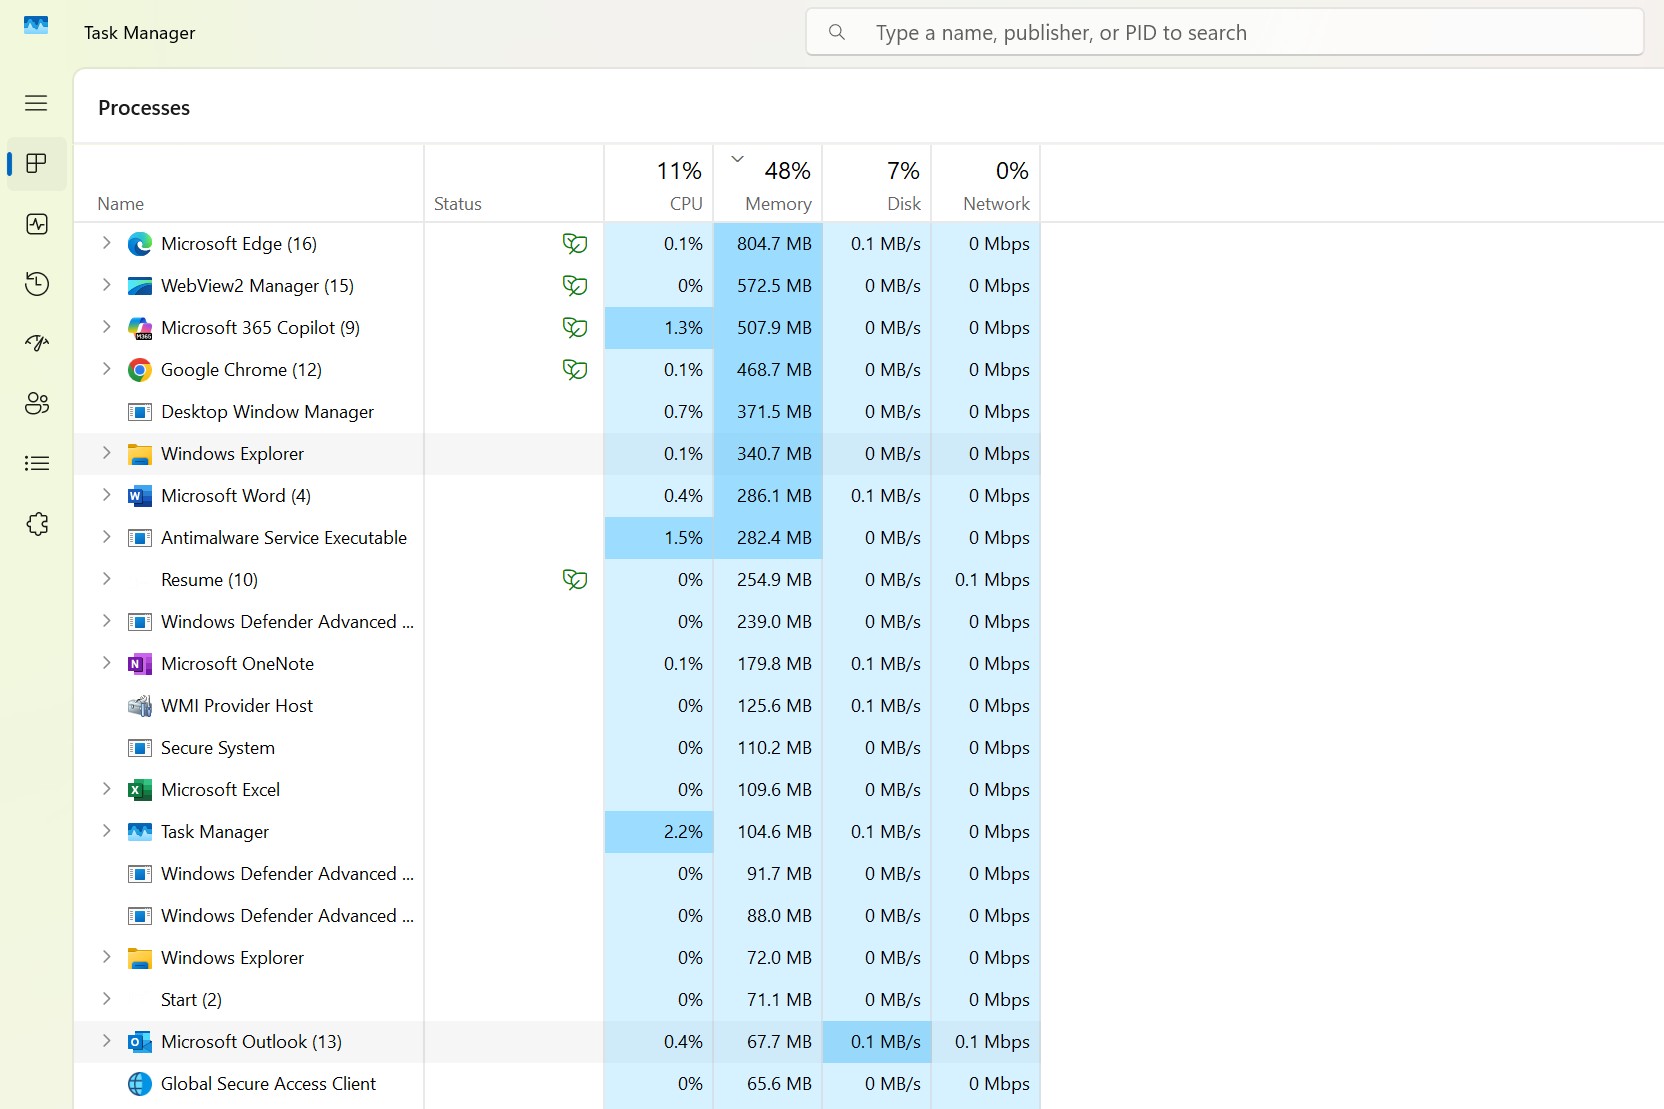 Task Manager
Type a name, publisher, or PID to search
Processes
11% 48% 7% 0%
Name Status CPU Memory Disk Network
Microsoft Edge (16) 0.1% 804.7 MB 0.1 MB/s 0 Mbps
WebView2 Manager (15) 0% 572.5 MB 0 MB/s 0 Mbps
M365 Microsoft 365 Copilot (9) 1.3% 507.9 MB 0 MB/s 0 Mbps
Google Chrome (12) 0.1% 468.7 MB 0 MB/s 0 Mbps
Desktop Window Manager 0.7% 371.5 MB 0 MB/s 0 Mbps
Windows Explorer 0.1% 340.7 MB 0 MB/s 0 Mbps
W Microsoft Word (4) 0.4% 286.1 MB 0.1 MB/s 0 Mbps
Antimalware Service Executable 1.5% 282.4 MB 0 MB/s 0 Mbps
Resume (10) 0% 254.9 MB 0 MB/s 0.1 Mbps
Windows Defender Advanced ... 0% 239.0 MB 0 MB/s 0 Mbps
N Microsoft OneNote 0.1% 179.8 MB 0.1 MB/s 0 Mbps
WMI Provider Host 0% 125.6 MB 0.1 MB/s 0 Mbps
Secure System 0% 110.2 MB 0 MB/s 0 Mbps
X Microsoft Excel 0% 109.6 MB 0 MB/s 0 Mbps
Task Manager 2.2% 104.6 MB 0.1 MB/s 0 Mbps
Windows Defender Advanced ... 0% 91.7 MB 0 MB/s 0 Mbps
Windows Defender Advanced ... 0% 88.0 MB 0 MB/s 0 Mbps
Windows Explorer 0% 72.0 MB 0 MB/s 0 Mbps
Start (2) 0% 71.1 MB 0 MB/s 0 Mbps
O Microsoft Outlook (13) 0.4% 67.7 MB 0.1 MB/s 0.1 Mbps
Global Secure Access Client 0% 65.6 MB 0 MB/s 0 Mbps